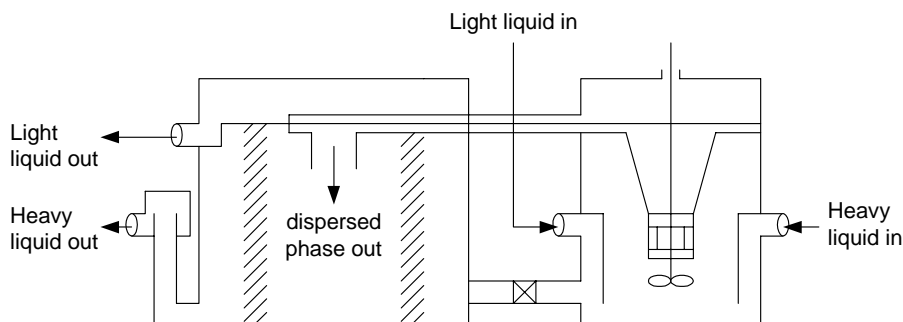 Light liquid in
Light
liquid out
Heavy
liquid out
dispersed
phase out
Heavy
liquid in